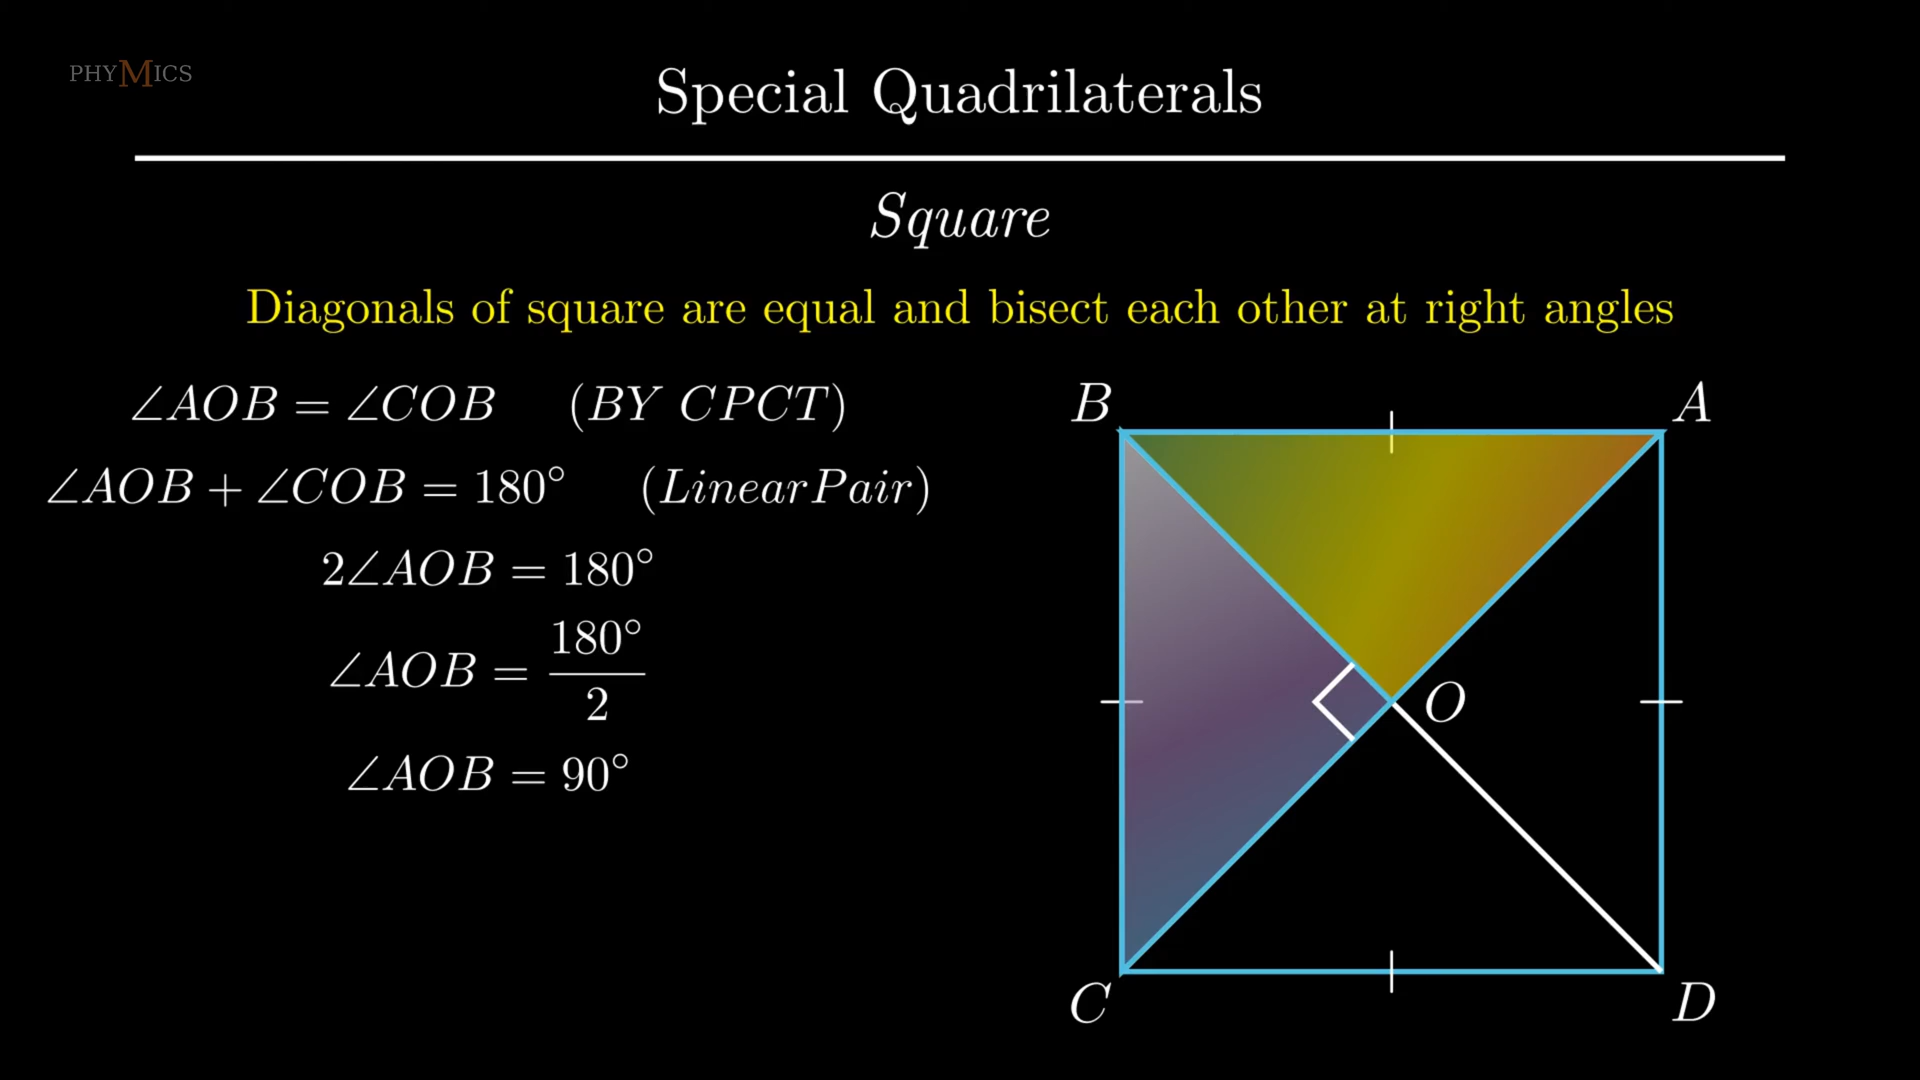 PHYMICS
Special Quadrilaterals
Square
Diagonals of square are equal and bisect each other at right angles
∠AOB = ∠COB (BY CPCT)
∠AOB + ∠COB = 180° (LinearPair)
2∠AOB = 180°
∠AOB = 180°/2
∠AOB = 90°
B
A
O
C
D